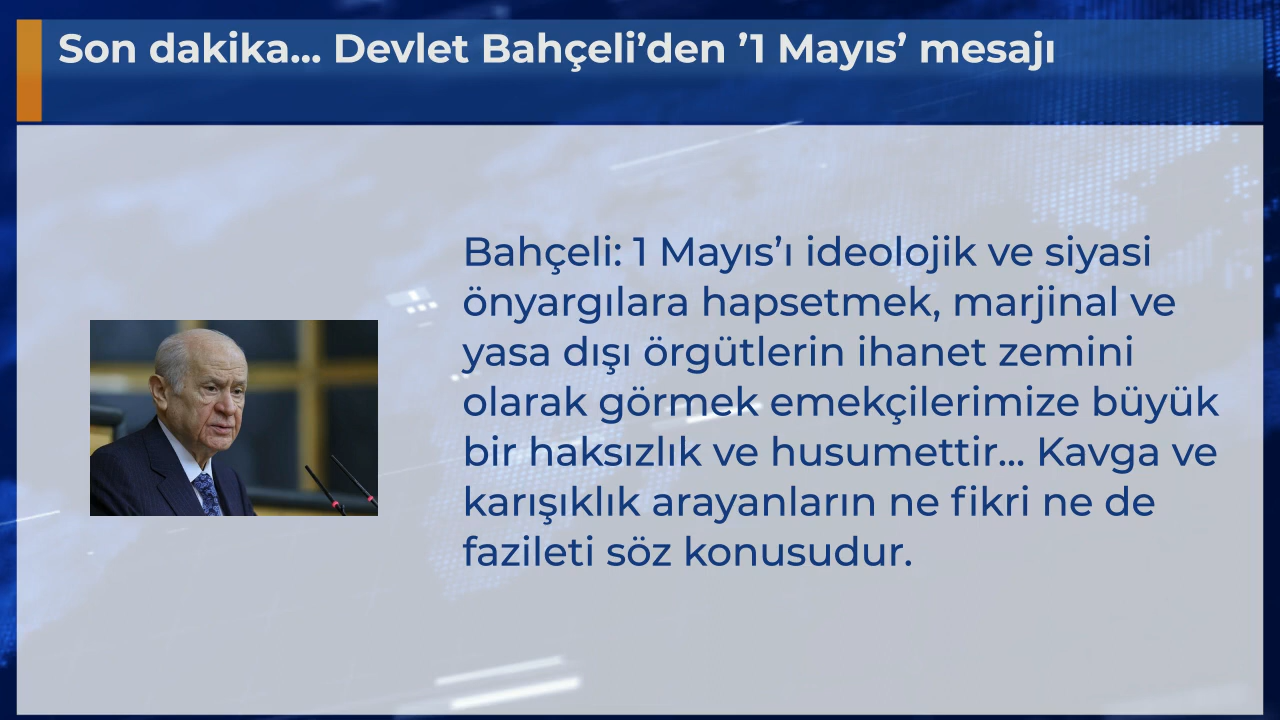 Son dakika... Devlet Bahçeli’den ’1 Mayıs’ mesajı
Bahçeli: 1 Mayıs’ı ideolojik ve siyasi
önyargılara hapsetmek, marjinal ve
yasa dışı örgütlerin ihanet zemini
olarak görmek emekçilerimize büyük
bir haksızlık ve husumettir... Kavga ve
karışıklık arayanların ne fikri ne de
fazileti söz konusudur.